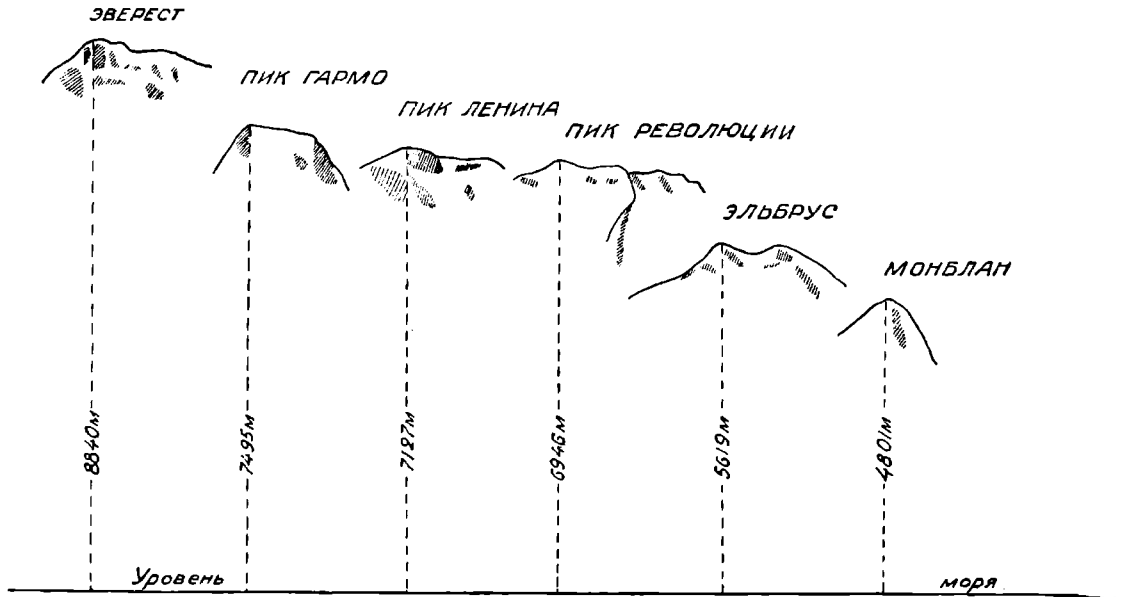 ЭВЕРЕСТ
ПИК ГАРМО
ПИК ЛЕНИНА
ПИК РЕВОЛЮЦИИ
ЭЛЬБРУС
МОНБЛАН
8840м
7495м
7127м
6946м
5619м
4801м
Уровень моря